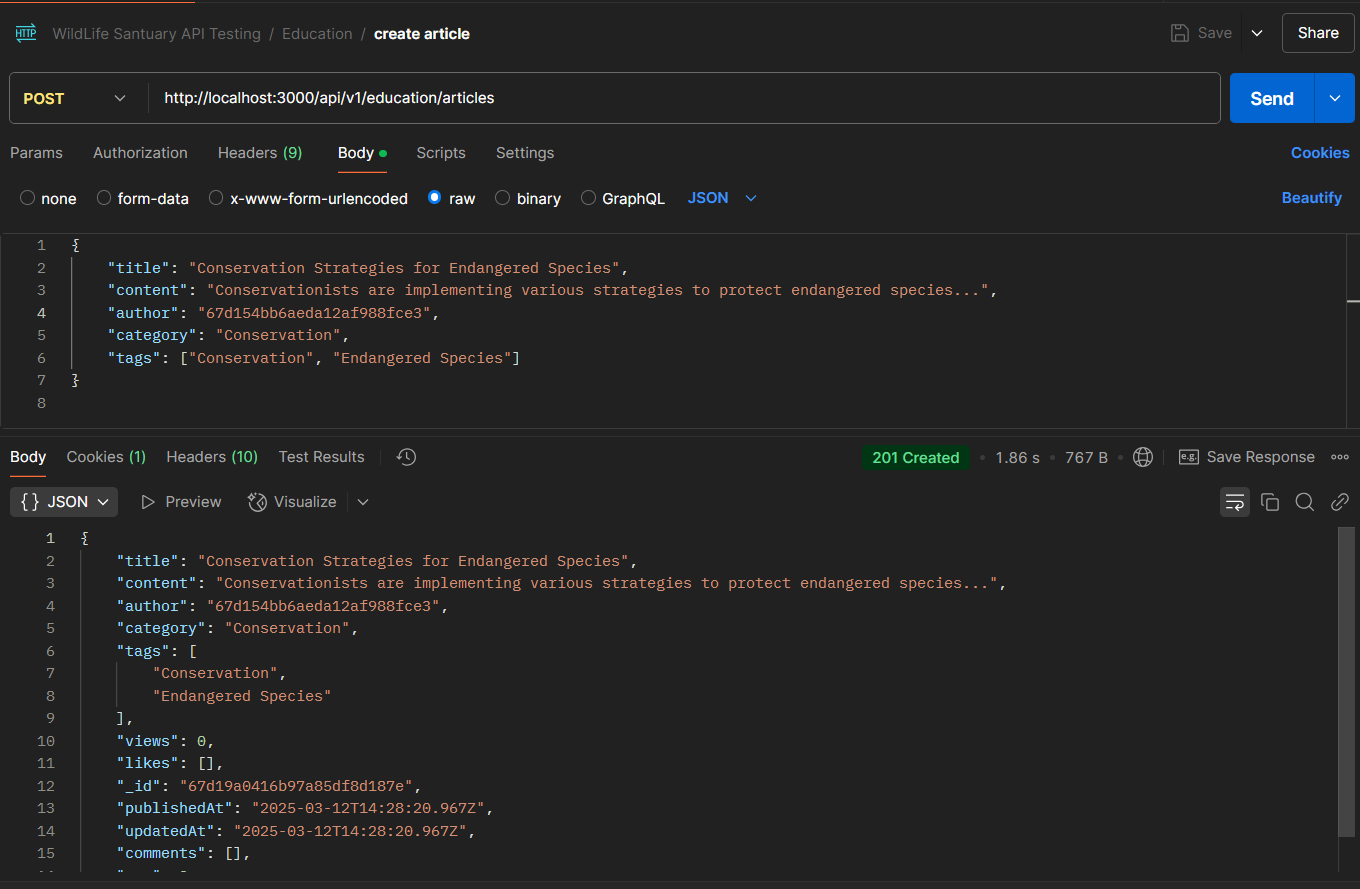 HTTP WildLife Santuary API Testing / Education / create article Save Share
POST http://localhost:3000/api/v1/education/articles Send
Params Authorization Headers (9) Body Scripts Settings Cookies
none form-data x-www-form-urlencoded raw binary GraphQL JSON Beautify
1 {
2 "title": "Conservation Strategies for Endangered Species",
3 "content": "Conservationists are implementing various strategies to protect endangered species...",
4 "author": "67d154bb6aeda12af988fce3",
5 "category": "Conservation",
6 "tags": ["Conservation", "Endangered Species"]
7 }
8
Body Cookies (1) Headers (10) Test Results 201 Created • 1.86 s • 767 B • e.g. Save Response
{} JSON Preview Visualize
1 {
2 "title": "Conservation Strategies for Endangered Species",
3 "content": "Conservationists are implementing various strategies to protect endangered species...",
4 "author": "67d154bb6aeda12af988fce3",
5 "category": "Conservation",
6 "tags": [
7 "Conservation",
8 "Endangered Species"
9 ],
10 "views": 0,
11 "likes": [],
12 "_id": "67d19a0416b97a85df8d187e",
13 "publishedAt": "2025-03-12T14:28:20.967Z",
14 "updatedAt": "2025-03-12T14:28:20.967Z",
15 "comments": [],